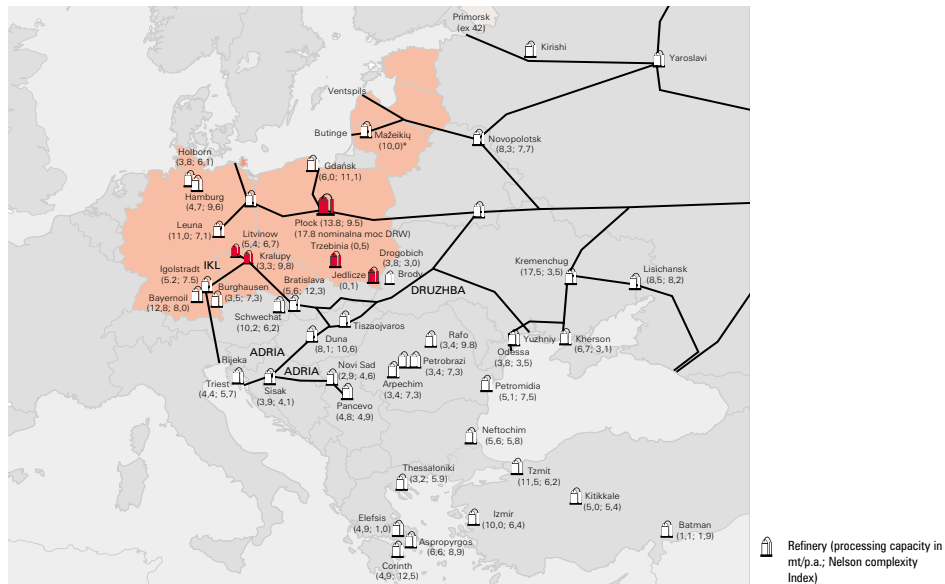 Primorsk
(ex 42)
Kirishi
Yaroslavi
Ventspils
Butinge
Mažeikių
(10,0)*
Novopolotsk
(8,3; 7,7)
Holborn
(3,8; 6,1)
Gdańsk
(6,0; 11,1)
Hamburg
(4,7; 9,6)
Leuna
(11,0; 7,1)
Plock (13.8; 9.5)
(17.8 nominalna moc DRW)
Litvinow
(5,4; 6,7)
Trzebinia (0,5)
Kralupy
(3,3; 9,8)
Drogobich
(3,8; 3,0)
IKL
Igolstradt
(5.2; 7.5)
Jedlicze
(0,1)
Brody
Kremenchug
(17,5; 3,5)
Lisichansk
(8,5; 8,2)
Burghausen
(3,5; 7,3)
Bratislava
(5,6; 12,3)
DRUZHBA
Bayernoil
(12,8; 8,0)
Schwechat
(10,2; 6,2)
Tiszaojvaros
Duna
(8,1; 10,6)
Rafo
(3,4; 9.8)
Odessa
(3,8; 3,5)
Yuzhniy
Kherson
(6,7; 3,1)
ADRIA
Rijeka
ADRIA
Novi Sad
(2,9; 4,6)
Petrobrazi
(3,4; 7,3)
Arpechim
(3,4; 7,3)
Triest
(4,4; 5,7)
Sisak
(3,9; 4,1)
Pancevo
(4,8; 4,9)
Petromidia
(5,1; 7,5)
Neftochim
(5,6; 5,8)
Thessaloniki
(3,2; 5.9)
Tzmit
(11,5; 6,2)
Kitikkale
(5,0; 5,4)
Elefsis
(4,9; 1,0)
Izmir
(10,0; 6,4)
Batman
(1,1; 1,9)
Aspropyrgos
(6,6; 8,9)
Corinth
(4,9; 12,5)
Refinery (processing capacity in
mt/p.a.; Nelson complexity
Index)